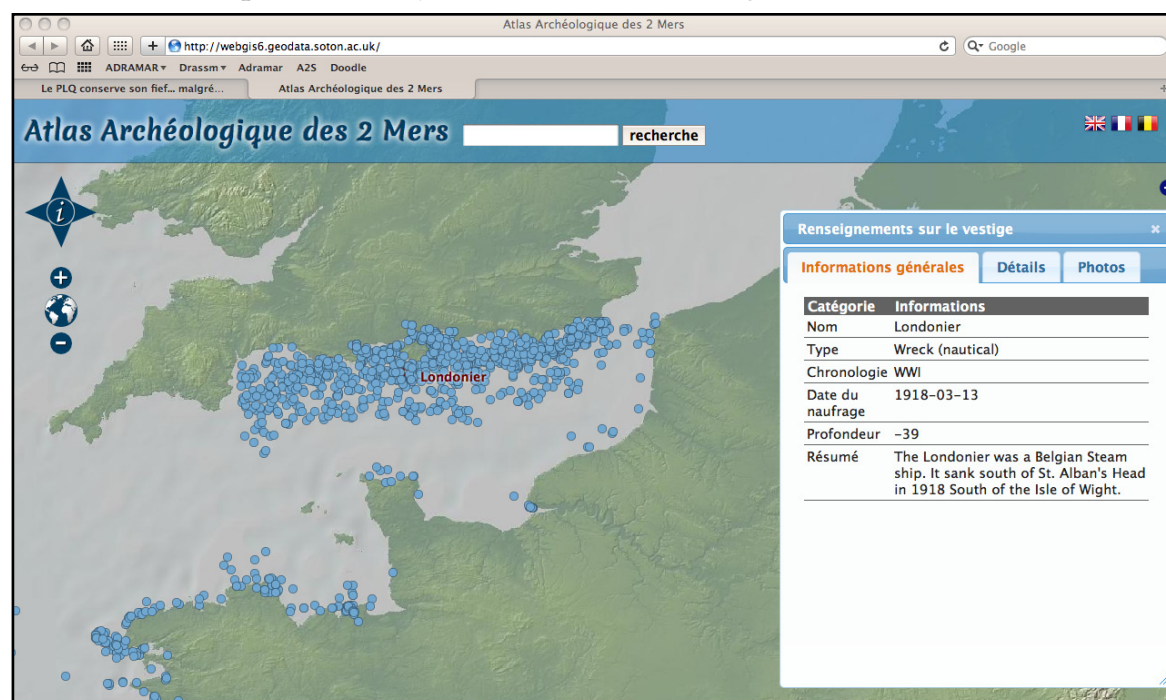 Atlas Archéologique des 2 Mers
http://webgis6.geodata.soton.ac.uk/
Google
ADRAMAR Drassm Adramar A2S Doodle
Le PLQ conserve son fief... malgré... Atlas Archéologique des 2 Mers
Atlas Archéologique des 2 Mers recherche
i
Renseignements sur le vestige
Informations générales Détails Photos
Catégorie Informations
Nom Londonier
Type Wreck (nautical)
Chronologie WWI
Date du 1918-03-13
naufrage
Profondeur -39
Résumé The Londonier was a Belgian Steam
ship. It sank south of St. Alban's Head
in 1918 South of the Isle of Wight.
Londonier